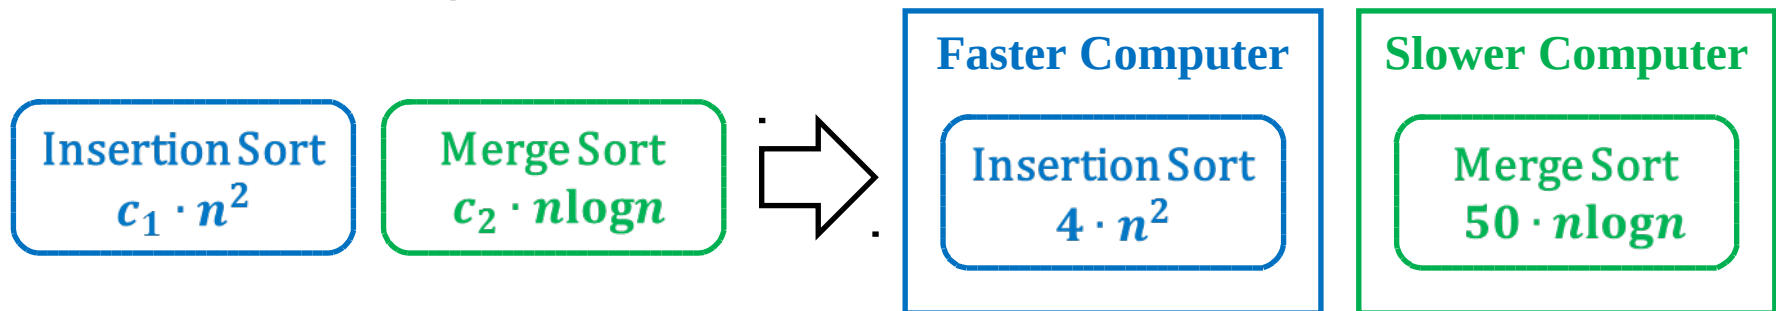 Insertion Sort
c₁ · n²
Merge Sort
c₂ · nlogn
Faster Computer
Insertion Sort
4 · n²
Slower Computer
Merge Sort
50 · nlogn